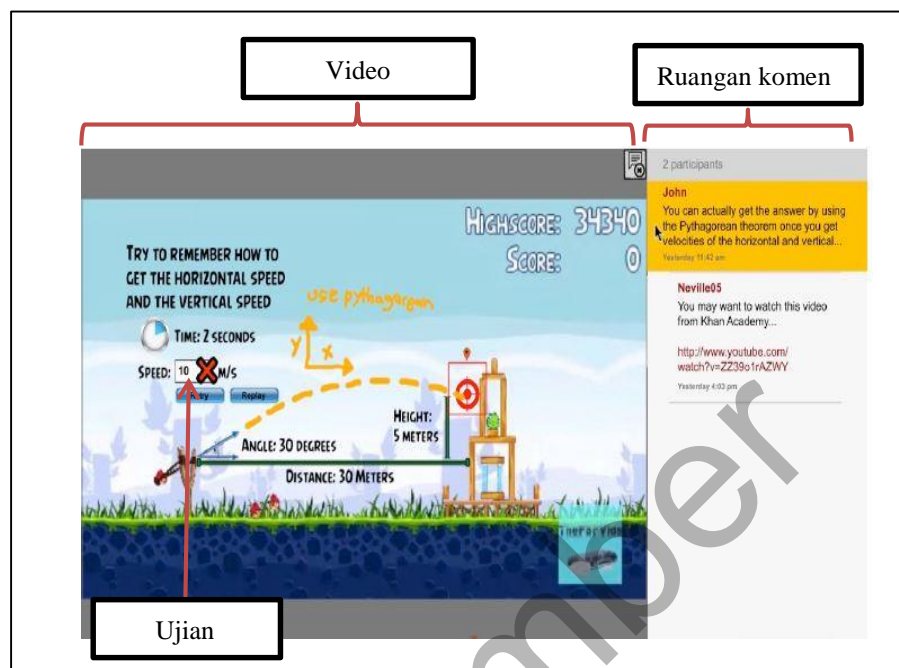 Video
Ruangan komen
2 participants
HIGHSCORE: 34340
SCORE: 0
John
You can actually get the answer by using
the Pythagorean theorem once you get
velocities of the horizontal and vertical...
Yesterday 11:42 am
TRY TO REMEMBER HOW TO
GET THE HORIZONTAL SPEED
AND THE VERTICAL SPEED
use pythagorean
y
x
TIME: 2 SECONDS
SPEED: 10 M/S
Retry Replay
Neville05
You may want to watch this video
from Khan Academy...
http://www.youtube.com/
watch?v=ZZ39o1rAZWY
Yesterday 4:03 pm
HEIGHT:
5 METERS
ANGLE: 30 DEGREES
DISTANCE: 30 METERS
Ujian
mber